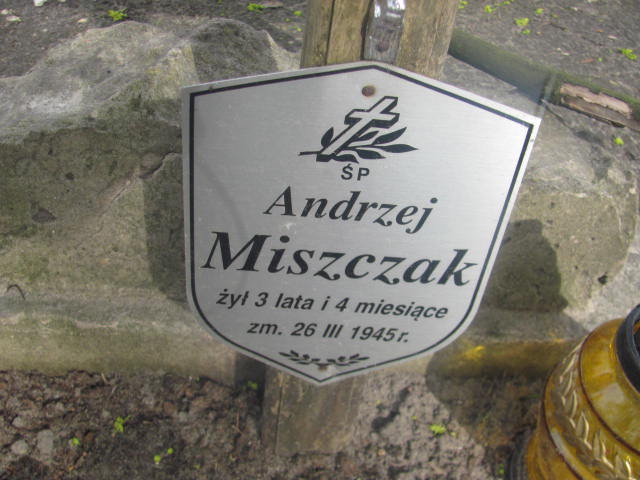 ŚP
Andrzej
Miszczak
żył 3 lata i 4 miesiące
zm. 26 III 1945 r.